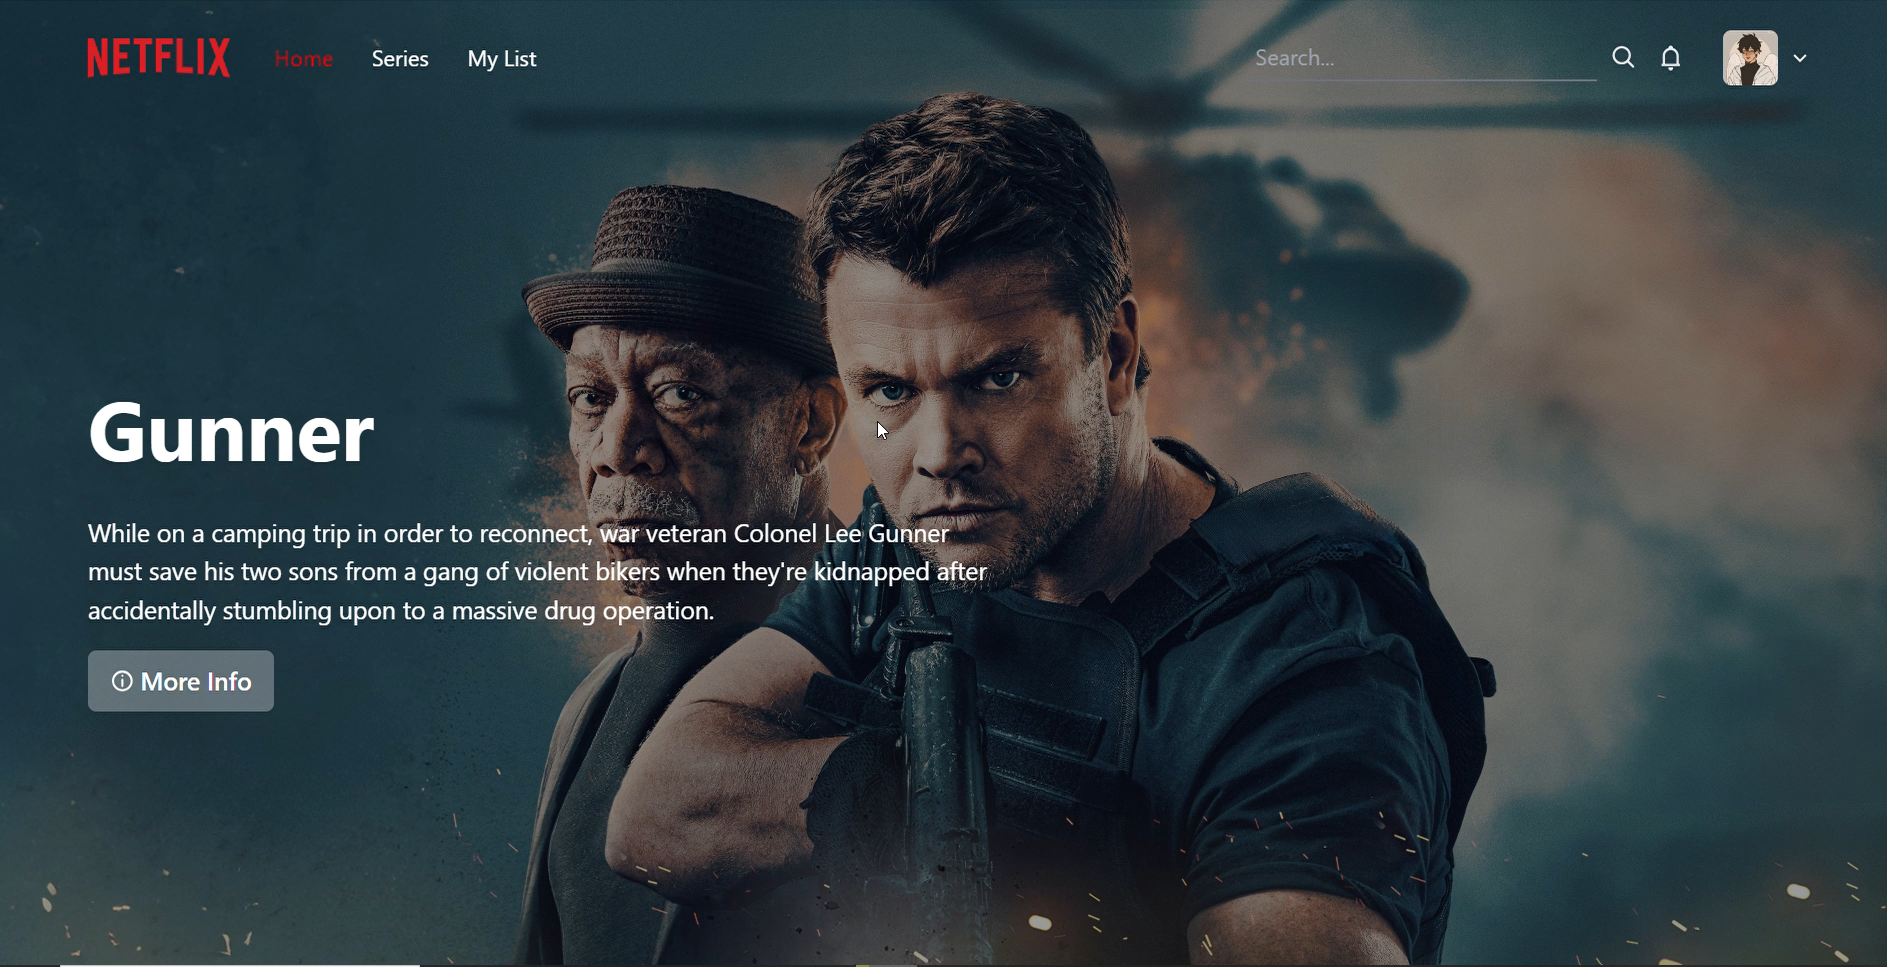 NETFLIX Home Series My List Search...
Gunner
While on a camping trip in order to reconnect, war veteran Colonel Lee Gunner
must save his two sons from a gang of violent bikers when they're kidnapped after
accidentally stumbling upon to a massive drug operation.
More Info